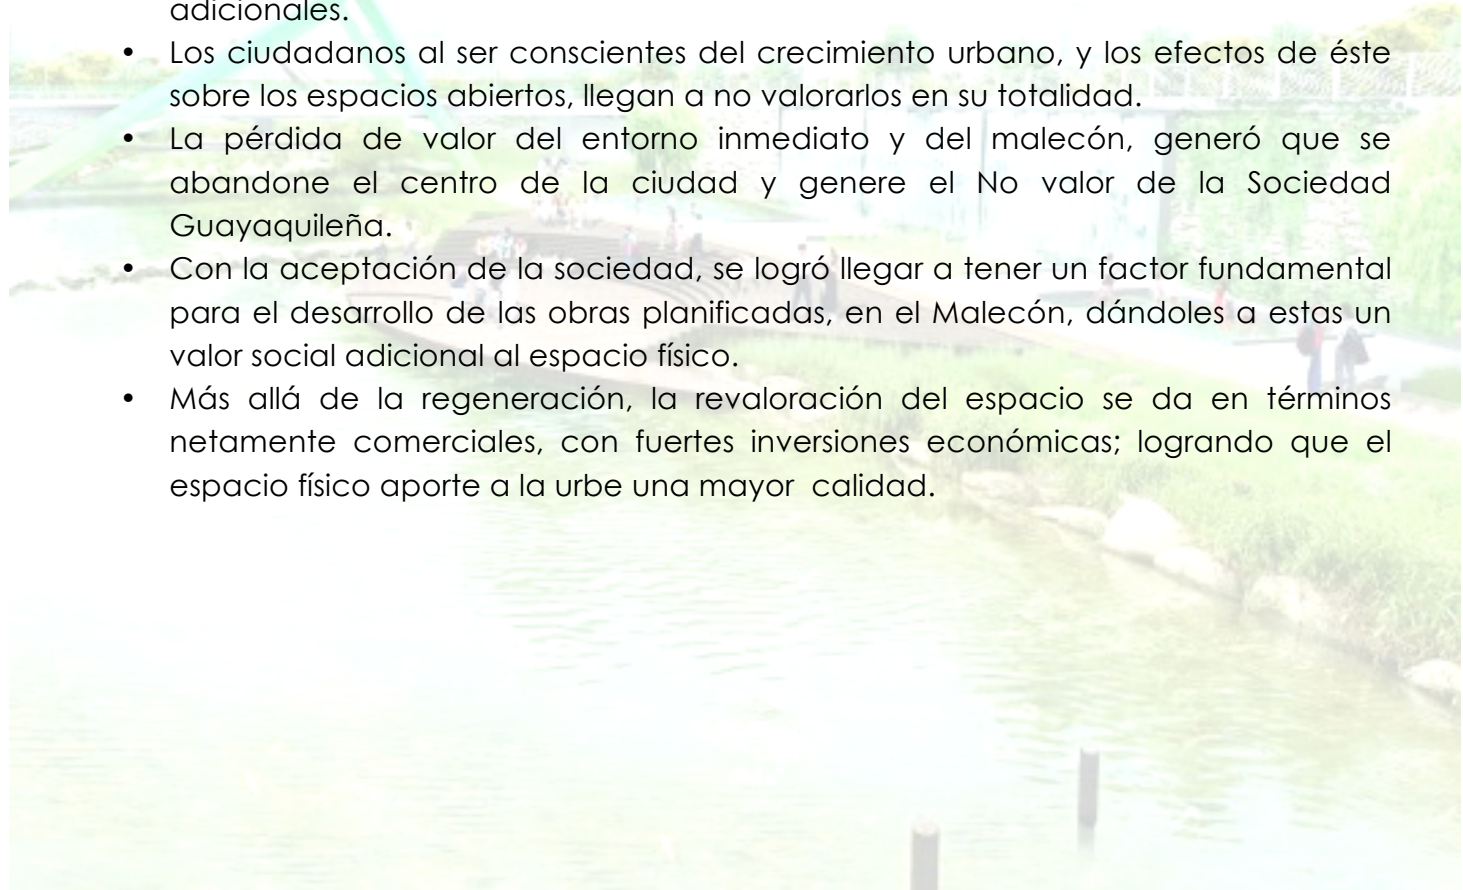 adicionales.
• Los ciudadanos al ser conscientes del crecimiento urbano, y los efectos de éste
sobre los espacios abiertos, llegan a no valorarlos en su totalidad.
• La pérdida de valor del entorno inmediato y del malecón, generó que se
abandone el centro de la ciudad y genere el No valor de la Sociedad
Guayaquileña.
• Con la aceptación de la sociedad, se logró llegar a tener un factor fundamental
para el desarrollo de las obras planificadas, en el Malecón, dándoles a estas un
valor social adicional al espacio físico.
• Más allá de la regeneración, la revaloración del espacio se da en términos
netamente comerciales, con fuertes inversiones económicas; logrando que el
espacio físico aporte a la urbe una mayor  calidad.